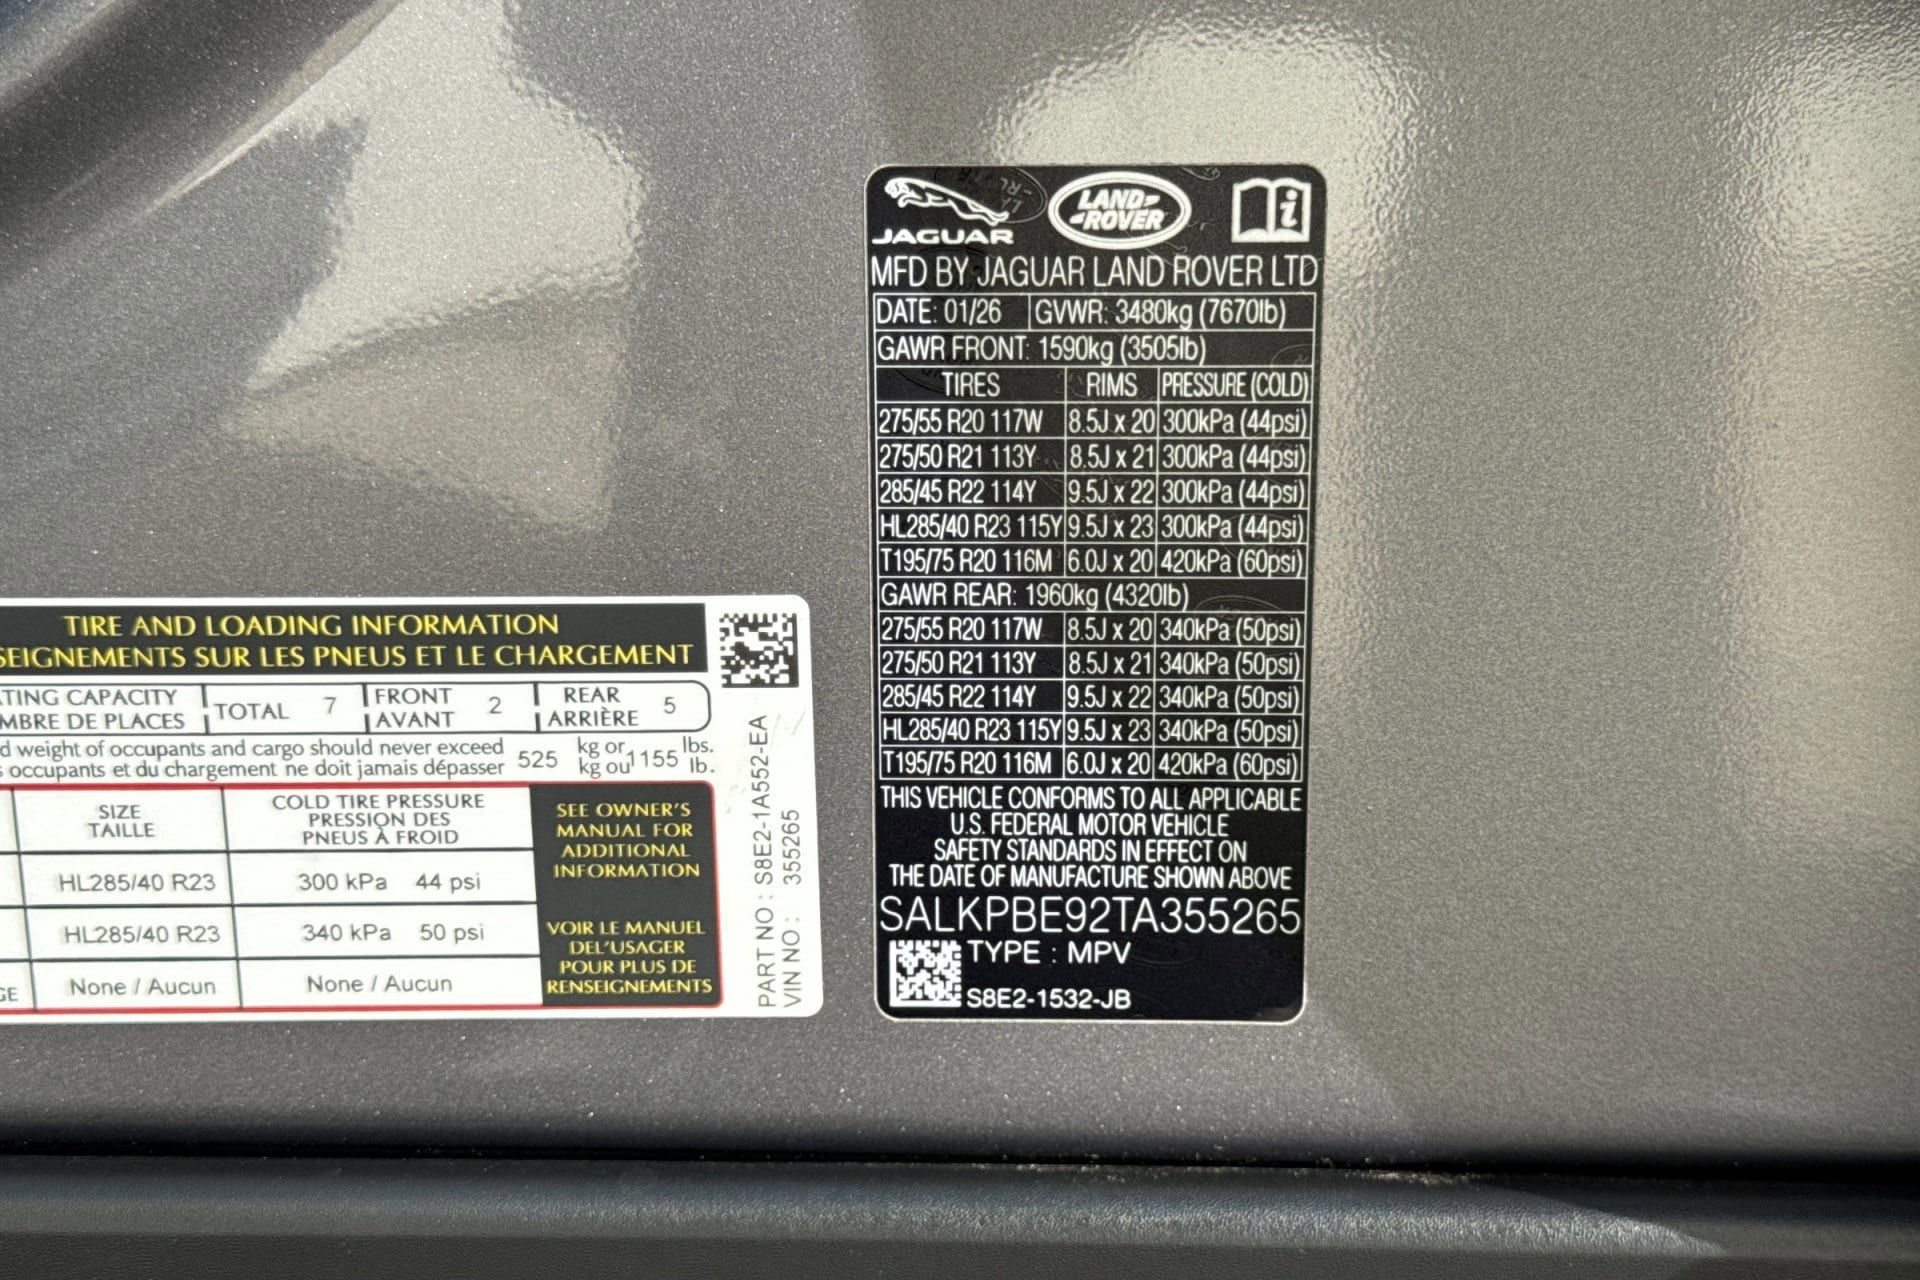 TIRE AND LOADING INFORMATION
SEIGNEMENTS SUR LES PNEUS ET LE CHARGEMENT
TING CAPACITY
MBRE DE PLACES
TOTAL 7
FRONT
AVANT
2
REAR
ARRIÈRE
5
d weight of occupants and cargo should never exceed 525 kg or 1155 lbs.
s occupants et du chargement ne doit jamais dépasser kg ou lb.
SIZE
TAILLE
COLD TIRE PRESSURE
PRESSION DES
PNEUS À FROID
HL285/40 R23 300 kPa 44 psi
HL285/40 R23 340 kPa 50 psi
GE None / Aucun None / Aucun
SEE OWNER'S
MANUAL FOR
ADDITIONAL
INFORMATION
VOIR LE MANUEL
DEL'USAGER
POUR PLUS DE
RENSEIGNEMENTS
PART NO : S8E2-1A552-EA
VIN NO : 355265
JAGUAR
LAND
ROVER
i
MFD BY JAGUAR LAND ROVER LTD
DATE: 01/26 GVWR: 3480kg (7670lb)
GAWR FRONT: 1590kg (3505lb)
TIRES RIMS PRESSURE (COLD)
275/55 R20 117W 8.5J x 20 300kPa (44psi)
275/50 R21 113Y 8.5J x 21 300kPa (44psi)
285/45 R22 114Y 9.5J x 22 300kPa (44psi)
HL285/40 R23 115Y 9.5J x 23 300kPa (44psi)
T195/75 R20 116M 6.0J x 20 420kPa (60psi)
GAWR REAR: 1960kg (4320lb)
275/55 R20 117W 8.5J x 20 340kPa (50psi)
275/50 R21 113Y 8.5J x 21 340kPa (50psi)
285/45 R22 114Y 9.5J x 22 340kPa (50psi)
HL285/40 R23 115Y 9.5J x 23 340kPa (50psi)
T195/75 R20 116M 6.0J x 20 420kPa (60psi)
THIS VEHICLE CONFORMS TO ALL APPLICABLE
U.S. FEDERAL MOTOR VEHICLE
SAFETY STANDARDS IN EFFECT ON
THE DATE OF MANUFACTURE SHOWN ABOVE
SALKPBE92TA355265
TYPE : MPV
S8E2-1532-JB